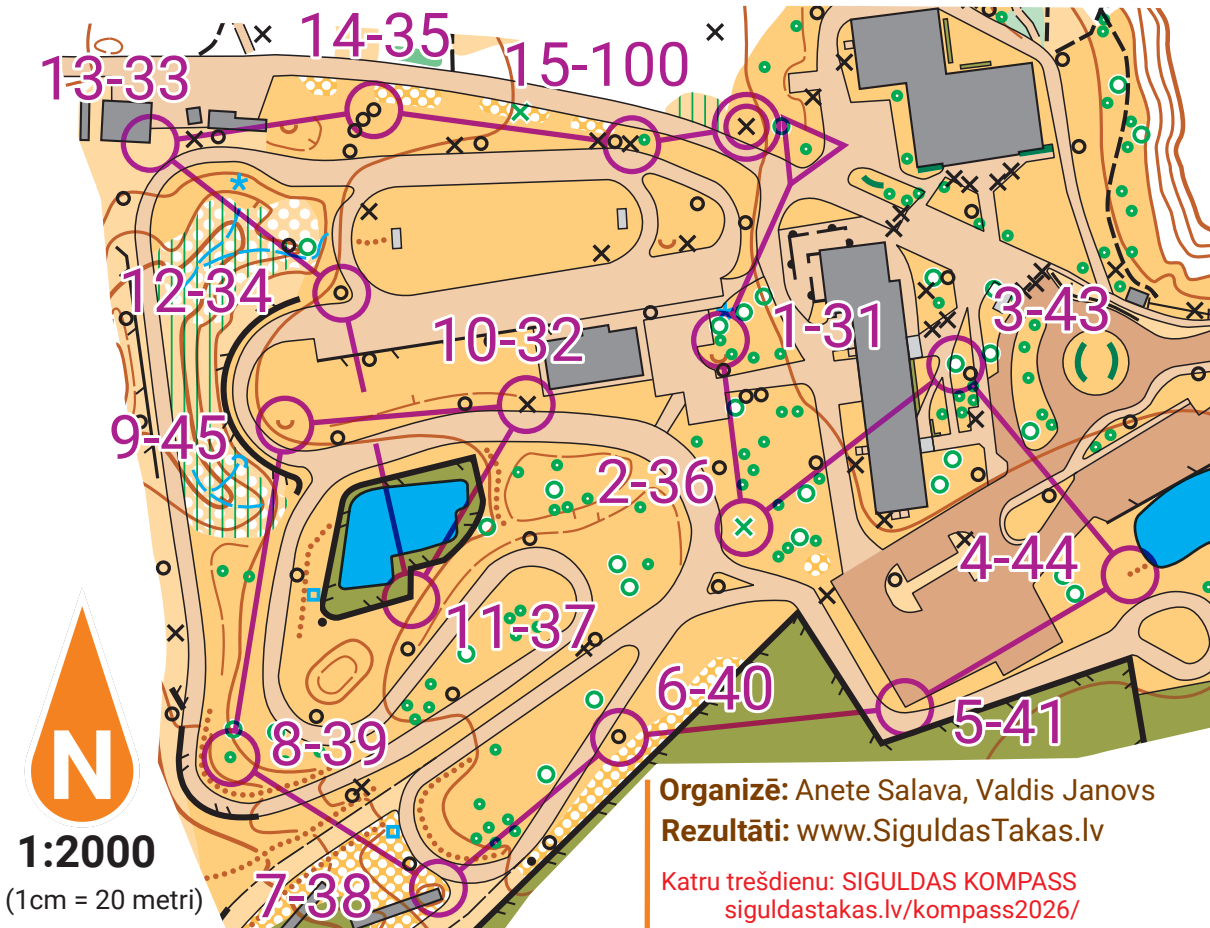 14-35
15-100
13-33
12-34
10-32
1-31
3-43
9-45
2-36
4-44
11-37
6-40
8-39
5-41
7-38
N
1:2000
(1cm = 20 metri)
Organizē: Anete Salava, Valdis Janovs
Rezultāti: www.SiguldasTakas.lv
Katru trešdienu: SIGULDAS KOMPASS
siguldastakas.lv/kompass2026/